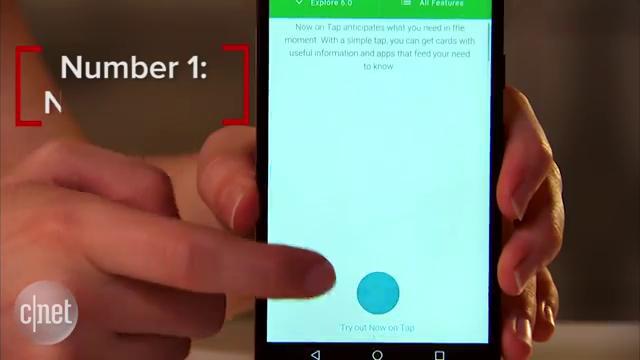 Explore 6.0
All Features
Now on Tap anticipates what you need in the
moment. With a simple tap, you can get cards with
useful information and apps that feed your need
to know
Number 1:
N
Try out Now on Tap
c|net